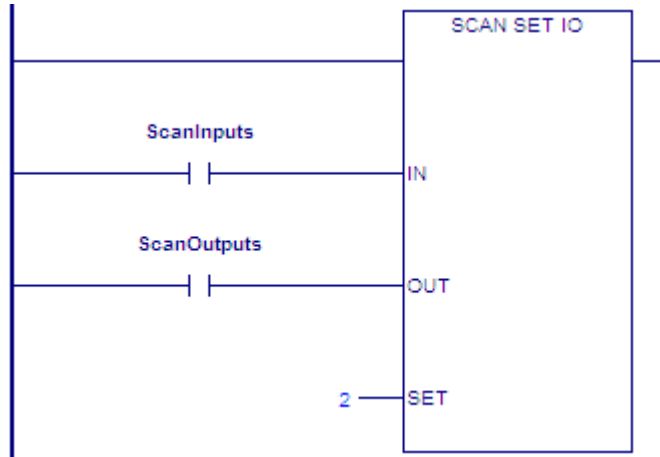 SCAN SET IO
ScanInputs
IN
ScanOutputs
OUT
2 SET